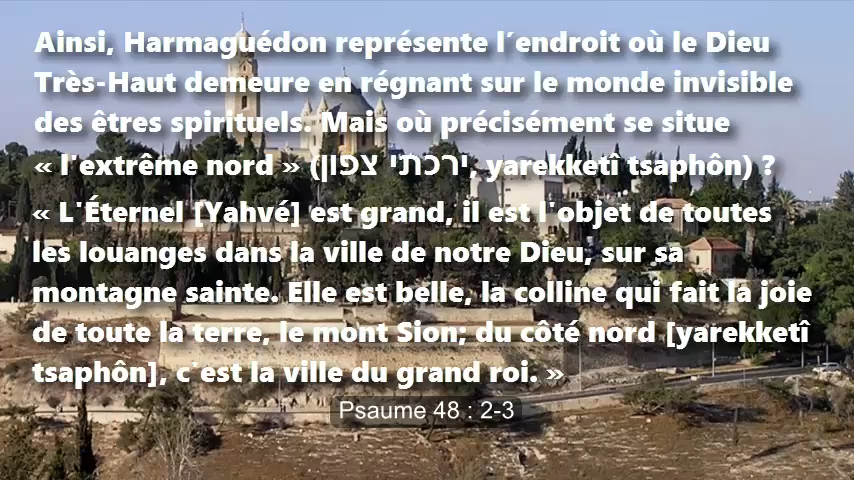 Ainsi, Harmaguédon représente l´endroit où le Dieu
Très-Haut demeure en régnant sur le monde invisible
des êtres spirituels. Mais où précisément se situe
« l'extrême nord » (ירכתי צפון, yarekketî tsaphôn) ?
« L'Éternel [Yahvé] est grand, il est l'objet de toutes
les louanges dans la ville de notre Dieu, sur sa
montagne sainte. Elle est belle, la colline qui fait la joie
de toute la terre, le mont Sion; du côté nord [yarekketî
tsaphôn], c'est la ville du grand roi. »
Psaume 48 : 2-3